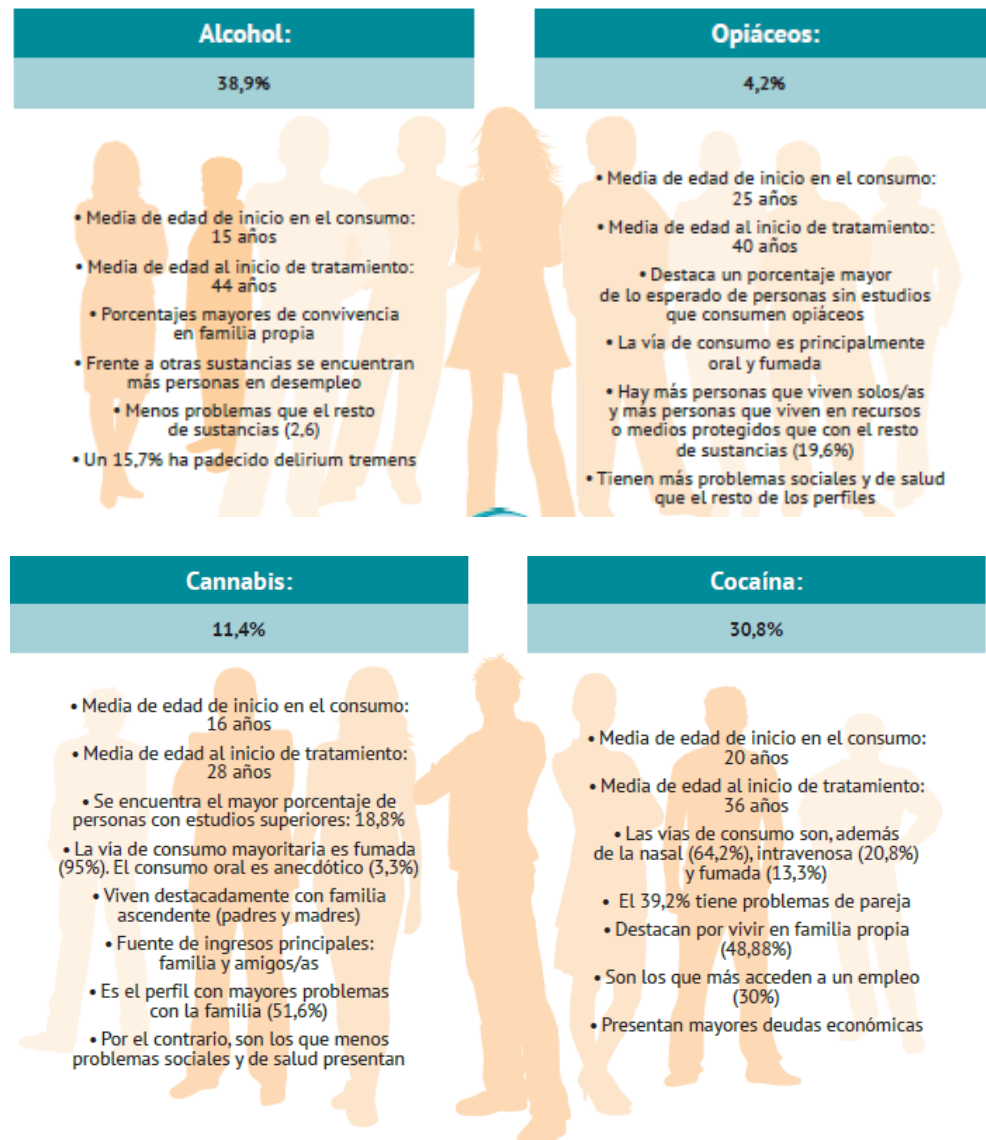 Alcohol:
38,9%
• Media de edad de inicio en el consumo:
15 años
• Media de edad al inicio de tratamiento:
44 años
• Porcentajes mayores de convivencia
en familia propia
• Frente a otras sustancias se encuentran
más personas en desempleo
• Menos problemas que el resto
de sustancias (2,6)
• Un 15,7% ha padecido delirium tremens
Opiáceos:
4,2%
• Media de edad de inicio en el consumo:
25 años
• Media de edad al inicio de tratamiento:
40 años
• Destaca un porcentaje mayor
de lo esperado de personas sin estudios
que consumen opiáceos
• La vía de consumo es principalmente
oral y fumada
• Hay más personas que viven solos/as
y más personas que viven en recursos
o medios protegidos que con el resto
de sustancias (19,6%)
• Tienen más problemas sociales y de salud
que el resto de los perfiles
Cannabis:
11,4%
• Media de edad de inicio en el consumo:
16 años
• Media de edad al inicio de tratamiento:
28 años
• Se encuentra el mayor porcentaje de
personas con estudios superiores: 18,8%
• La vía de consumo mayoritaria es fumada
(95%). El consumo oral es anecdótico (3,3%)
• Viven destacadamente con familia
ascendente (padres y madres)
• Fuente de ingresos principales:
familia y amigos/as
• Es el perfil con mayores problemas
con la familia (51,6%)
• Por el contrario, son los que menos
problemas sociales y de salud presentan
Cocaína:
30,8%
• Media de edad de inicio en el consumo:
20 años
• Media de edad al inicio de tratamiento:
36 años
• Las vías de consumo son, además
de la nasal (64,2%), intravenosa (20,8%)
y fumada (13,3%)
• El 39,2% tiene problemas de pareja
• Destacan por vivir en familia propia
(48,88%)
• Son los que más acceden a un empleo
(30%)
• Presentan mayores deudas económicas